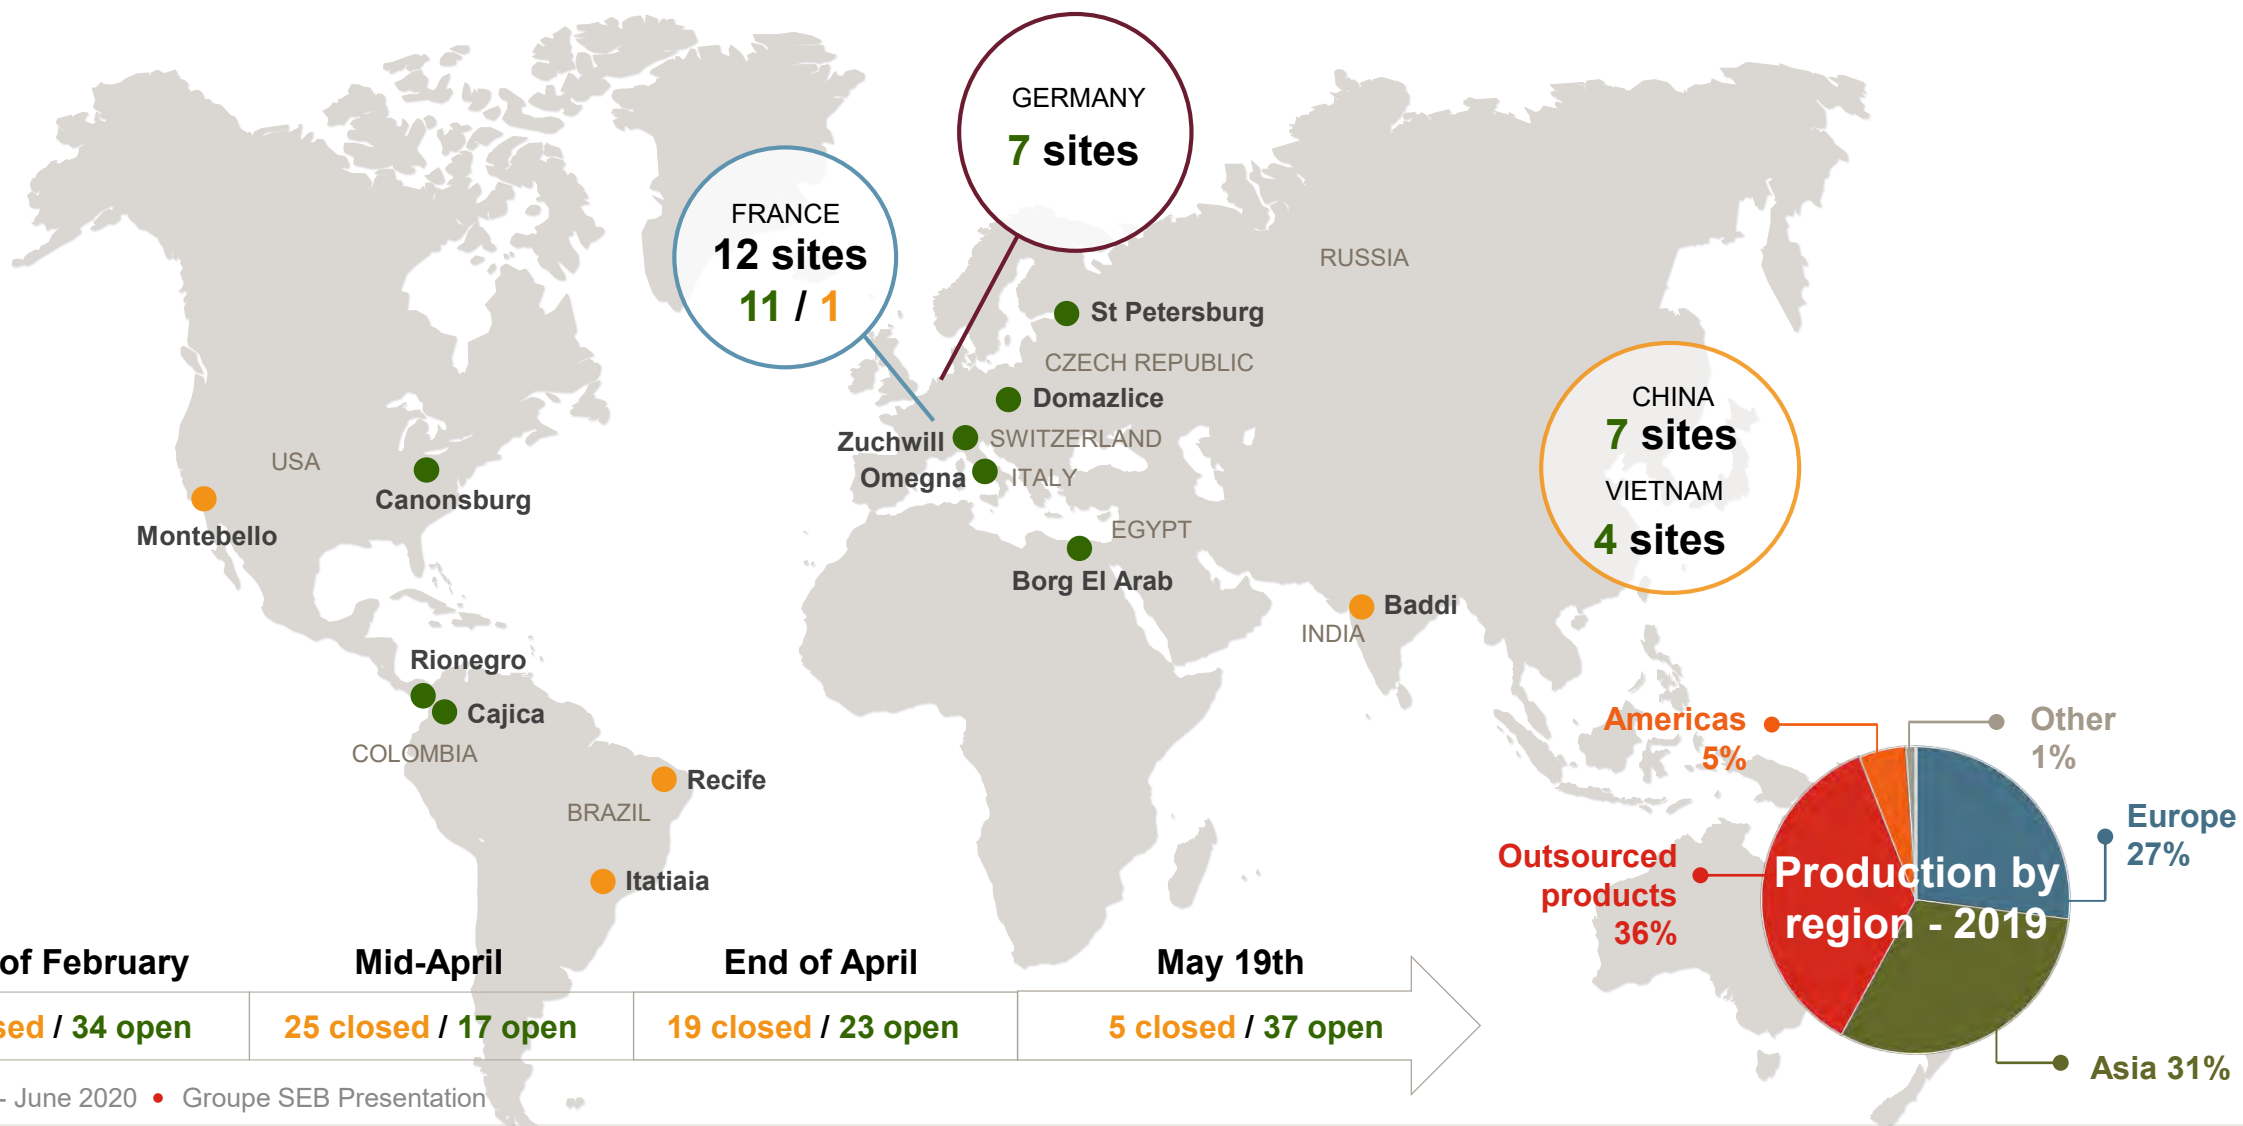 GERMANY
7 sites
FRANCE
12 sites
11 / 1
RUSSIA
St Petersburg
CZECH REPUBLIC
Domazlice
CHINA
7 sites
VIETNAM
4 sites
Zuchwill
SWITZERLAND
Omegna
ITALY
USA
Canonsburg
Montebello
EGYPT
Borg El Arab
Baddi
INDIA
Rionegro
Cajica
COLOMBIA
Recife
BRAZIL
Itatiaia
Americas
5%
Other
1%
Europe
27%
Outsourced
products
36%
Production by
region - 2019
Asia 31%
of February
Mid-April
End of April
May 19th
/ 34 open
25 closed / 17 open
19 closed / 23 open
5 closed / 37 open
- June 2020 • Groupe SEB Presentation